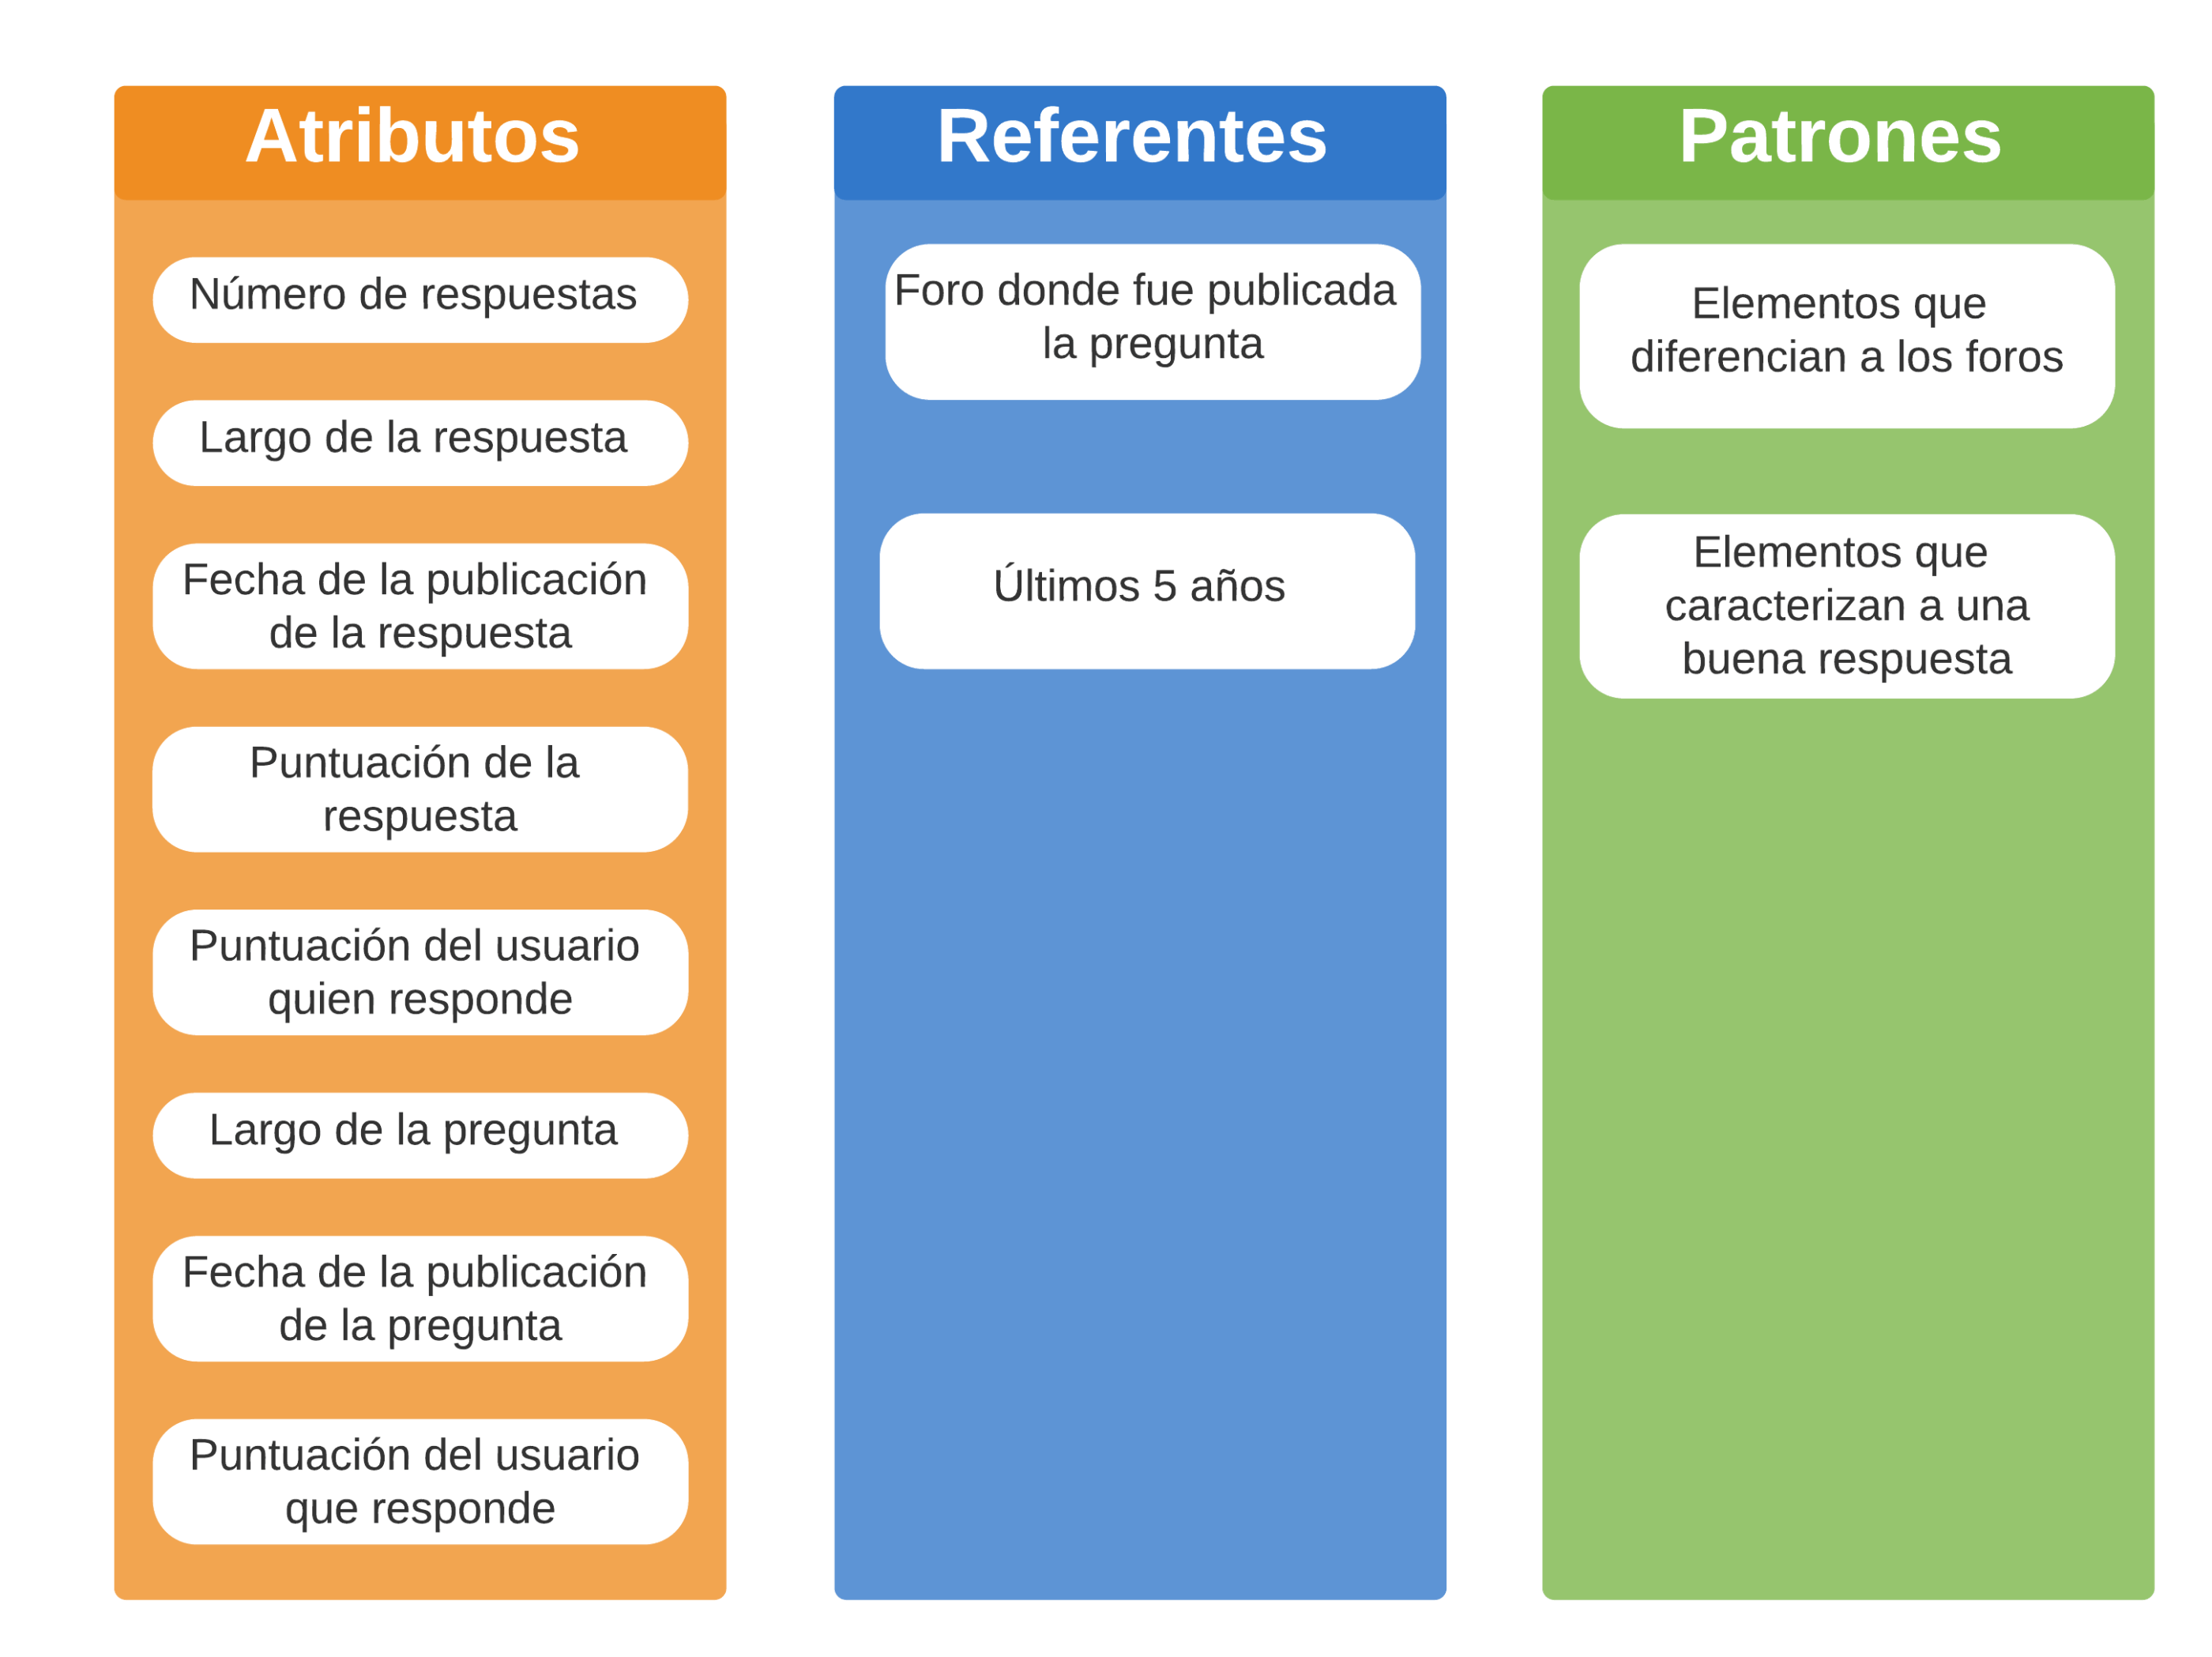 Atributos
Número de respuestas
Largo de la respuesta
Fecha de la publicación
de la respuesta
Puntuación de la
respuesta
Puntuación del usuario
quien responde
Largo de la pregunta
Fecha de la publicación
de la pregunta
Puntuación del usuario
que responde
Referentes
Foro donde fue publicada
la pregunta
Últimos 5 años
Patrones
Elementos que
diferencian a los foros
Elementos que
caracterizan a una
buena respuesta